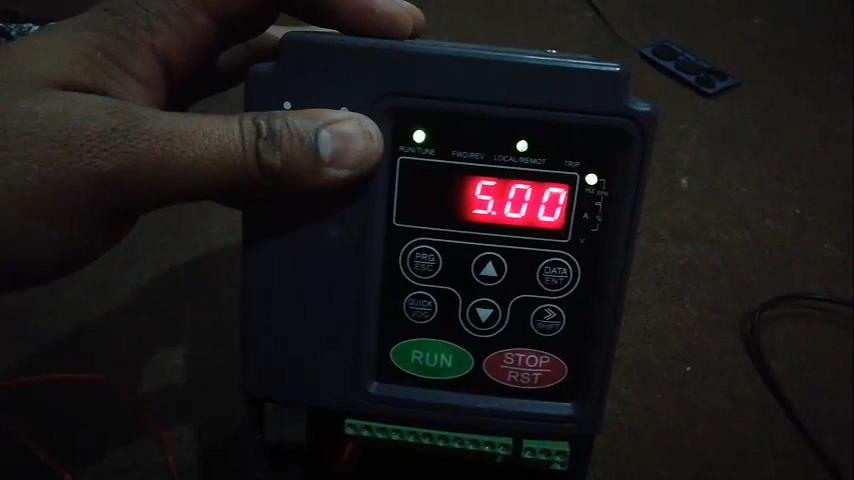 RUN/TUNE FWD/REV LOCAL/REMOT TRIP
HZ
RPM
5.00
A
%
V
PRG
ESC
DATA
ENT
QUICK
JOG
SHIFT
RUN
STOP
RST